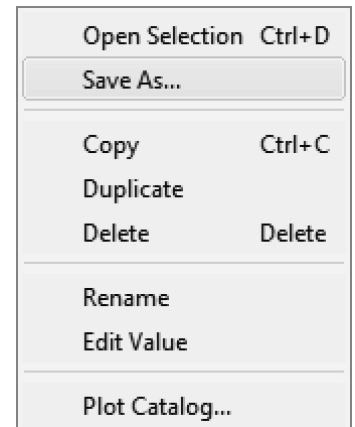 Open Selection Ctrl+D
Save As...
Copy Ctrl+C
Duplicate
Delete Delete
Rename
Edit Value
Plot Catalog...